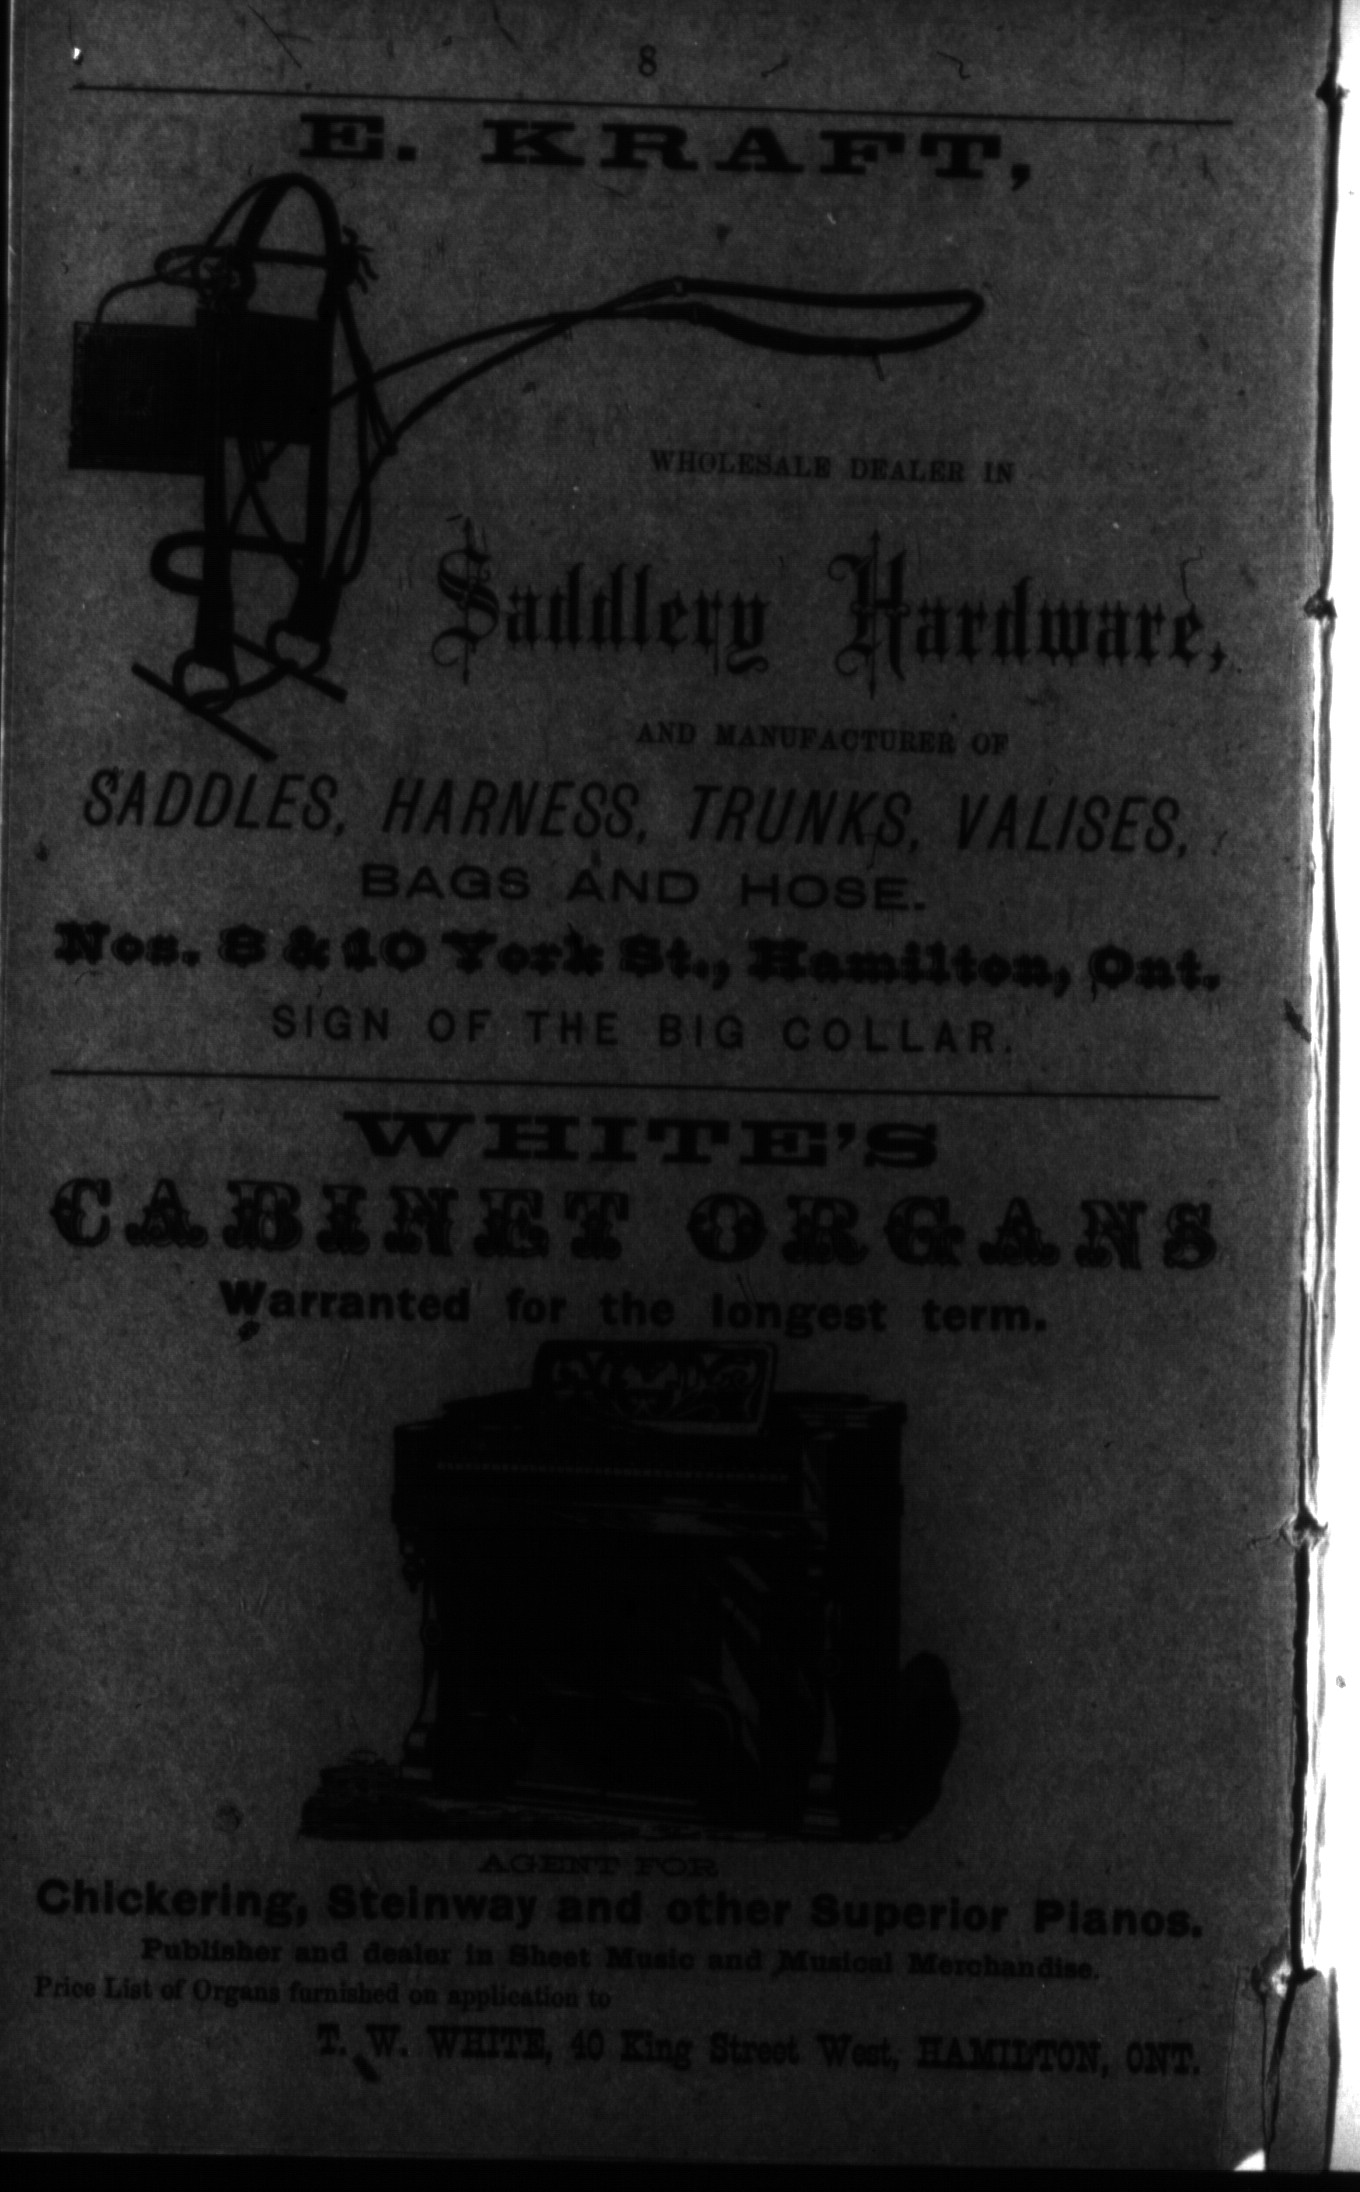 8
E. KRAFT,
WHOLESALE DEALER IN
Saddlery Hardware,
AND MANUFACTURER OF
SADDLES, HARNESS, TRUNKS, VALISES,
BAGS AND HOSE.
Nos. 8 & 10 York St., Hamilton, Ont.
SIGN OF THE BIG COLLAR.
WHITE'S
CABINET ORGANS
Warranted for the longest term.
AGENT FOR
Chickering, Steinway and other Superior Pianos.
Publisher and dealer in Sheet Music and Musical Merchandise.
Price List of Organs furnished on application to
T. W. WHITE, 40 King Street West, HAMILTON, ONT.